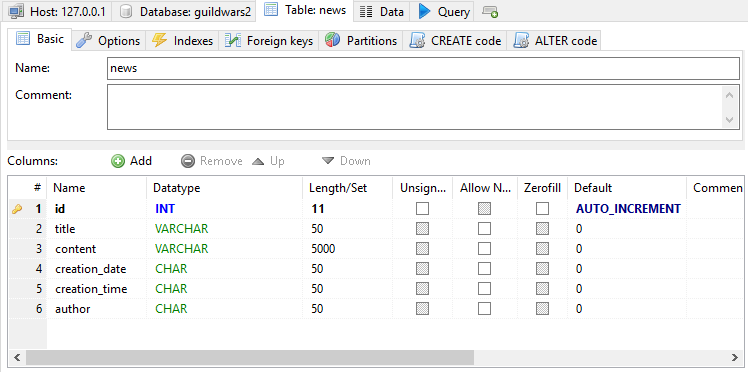 Host: 127.0.0.1 Database: guildwars2 Table: news Data Query
Basic Options Indexes Foreign keys Partitions CREATE code ALTER code
Name: news
Comment:
Columns: Add Remove Up Down
# Name Datatype Length/Set Unsign... Allow N... Zerofill Default Commen
1 id INT 11 AUTO_INCREMENT
2 title VARCHAR 50 0
3 content VARCHAR 5000 0
4 creation_date CHAR 50 0
5 creation_time CHAR 50 0
6 author CHAR 50 0